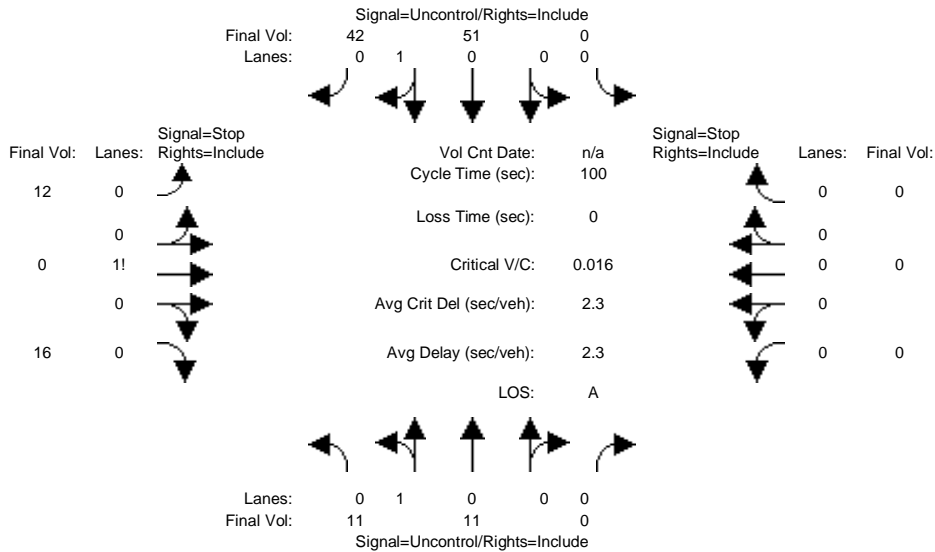 Signal=Uncontrol/Rights=Include
Final Vol: 42 51 0
Lanes: 0 1 0 0 0
Signal=Stop Signal=Stop
Final Vol: Lanes: Rights=Include Vol Cnt Date: n/a Rights=Include Lanes: Final Vol:
Cycle Time (sec): 100
12 0 0 0
Loss Time (sec): 0
0 0
0 1! Critical V/C: 0.016 0 0
0 Avg Crit Del (sec/veh): 2.3 0
16 0 Avg Delay (sec/veh): 2.3 0 0
LOS: A
Lanes: 0 1 0 0 0
Final Vol: 11 11 0
Signal=Uncontrol/Rights=Include